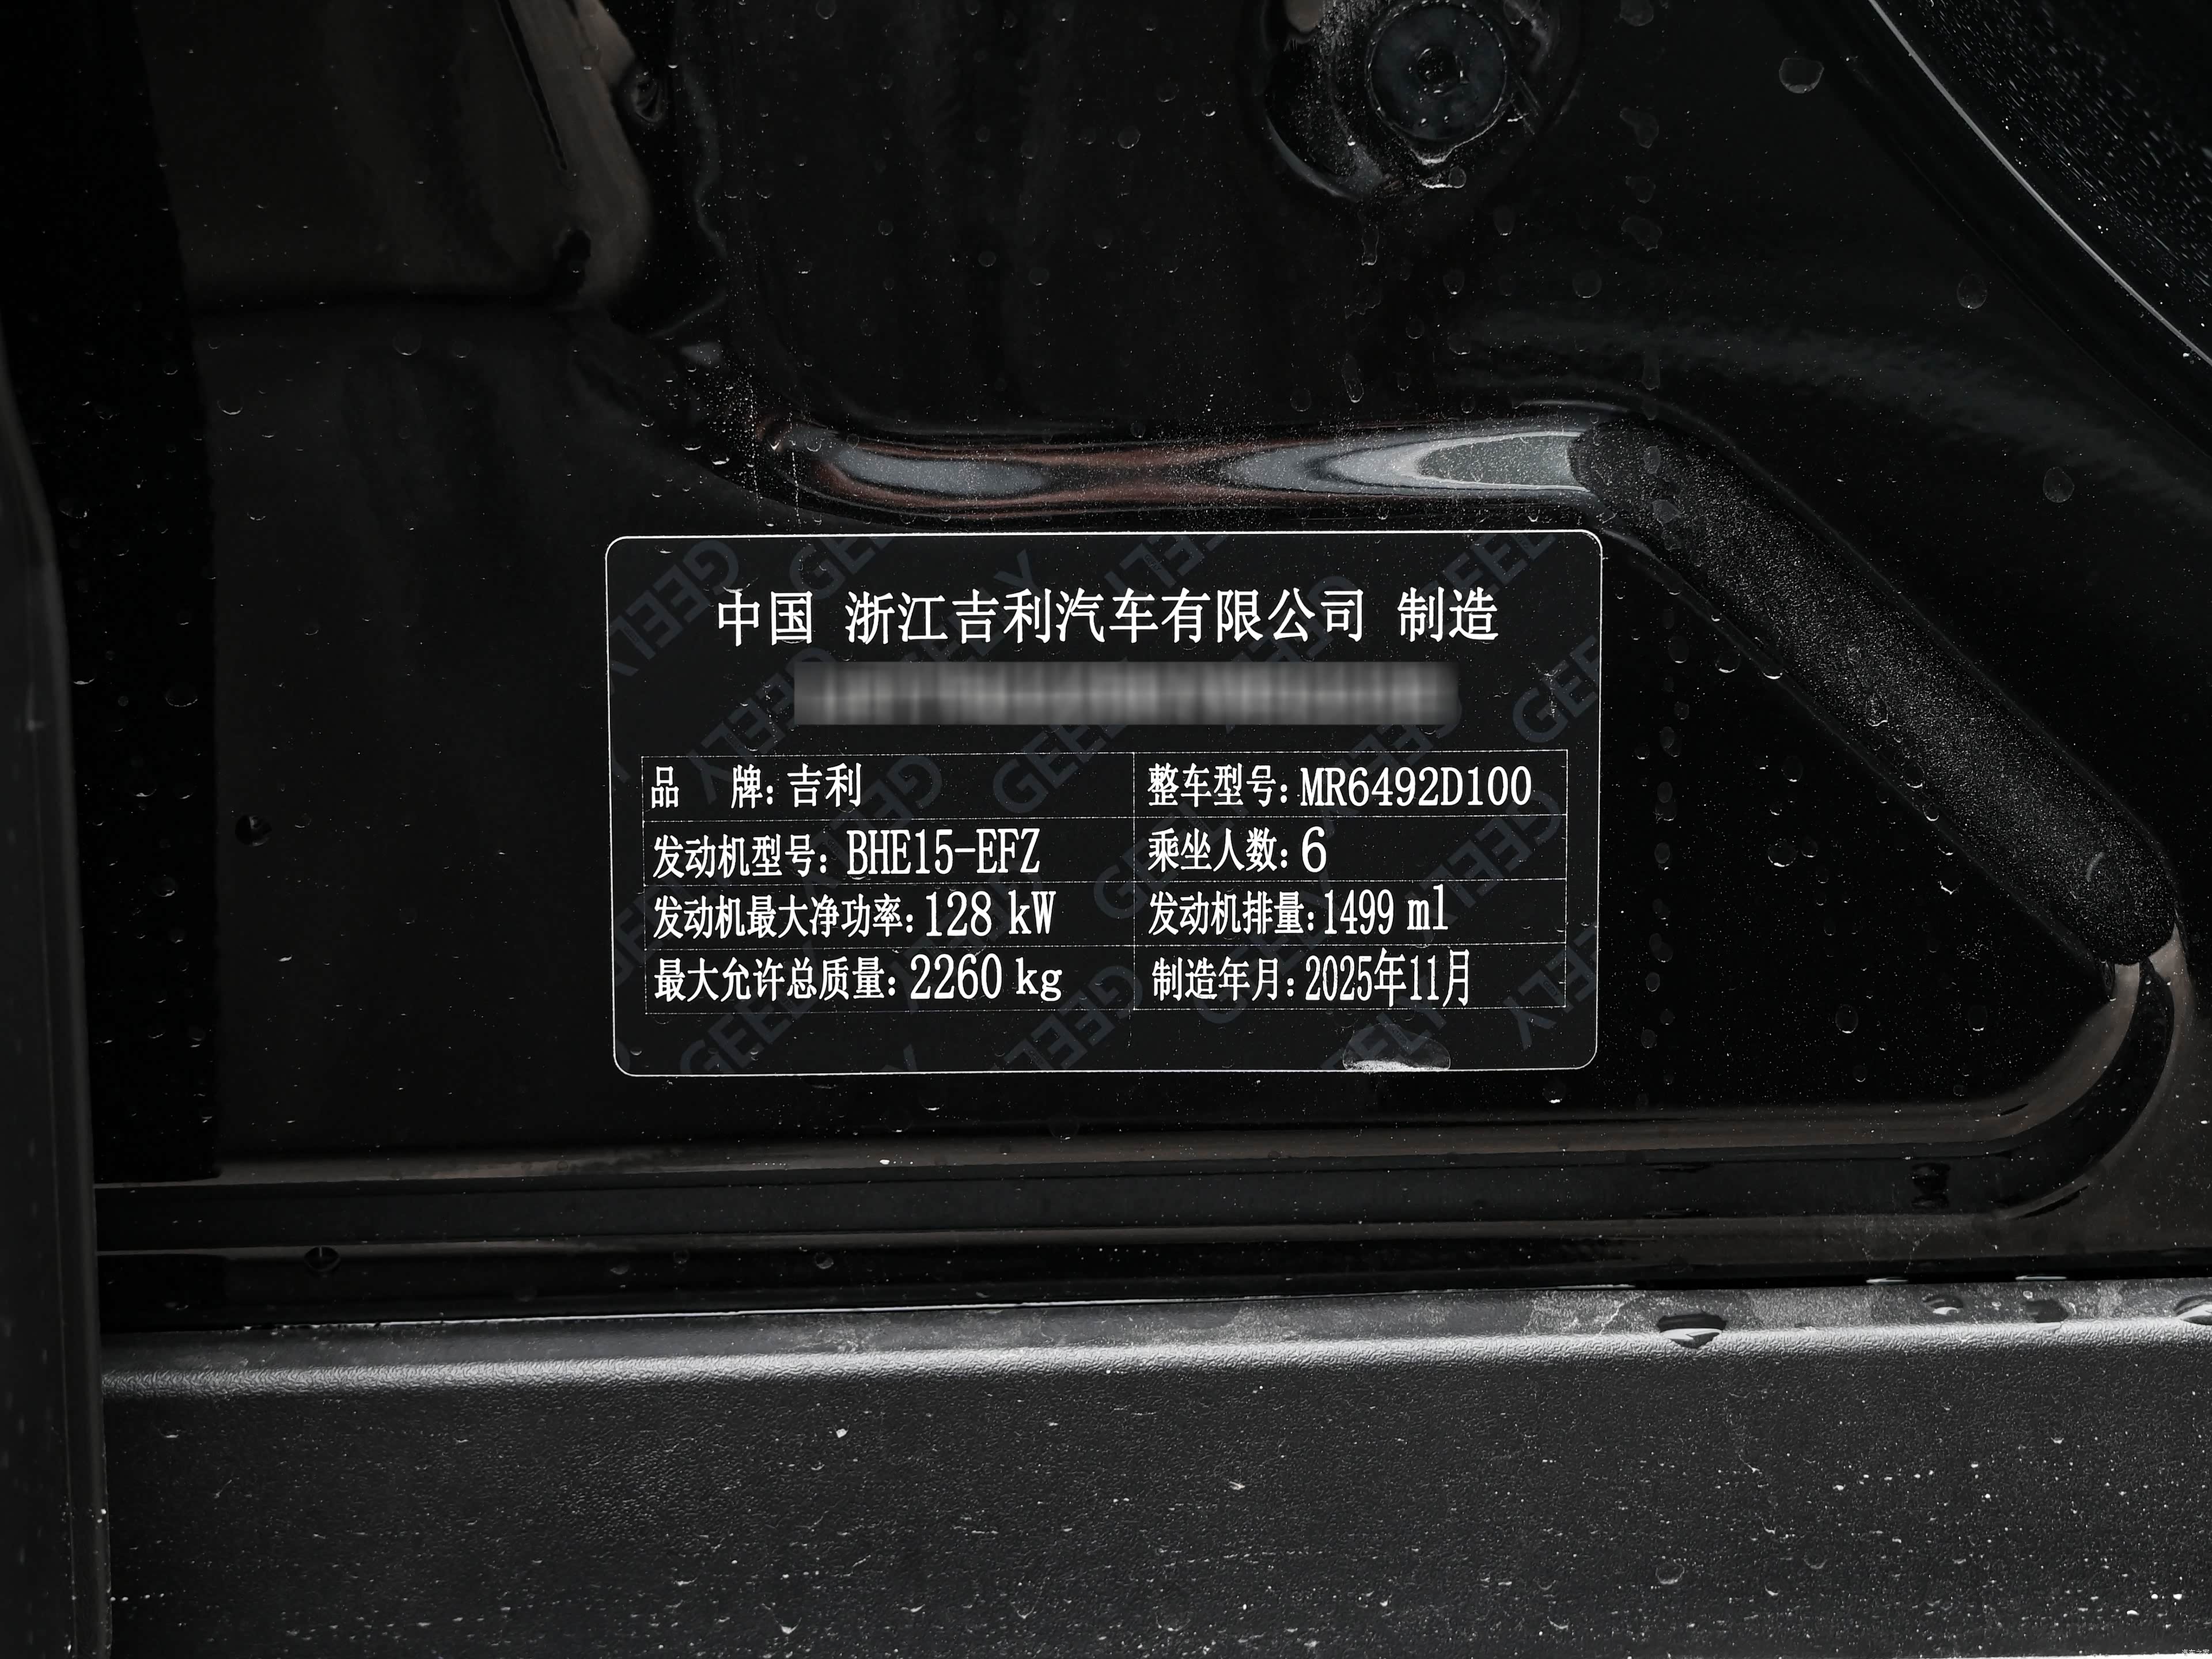 中国 浙江吉利汽车有限公司 制造
品 牌: 吉利 整车型号: MR6492D100
发动机型号: BHE15-EFZ 乘坐人数: 6
发动机最大净功率: 128 kW 发动机排量: 1499 ml
最大允许总质量: 2260 kg 制造年月: 2025年11月
GEELY